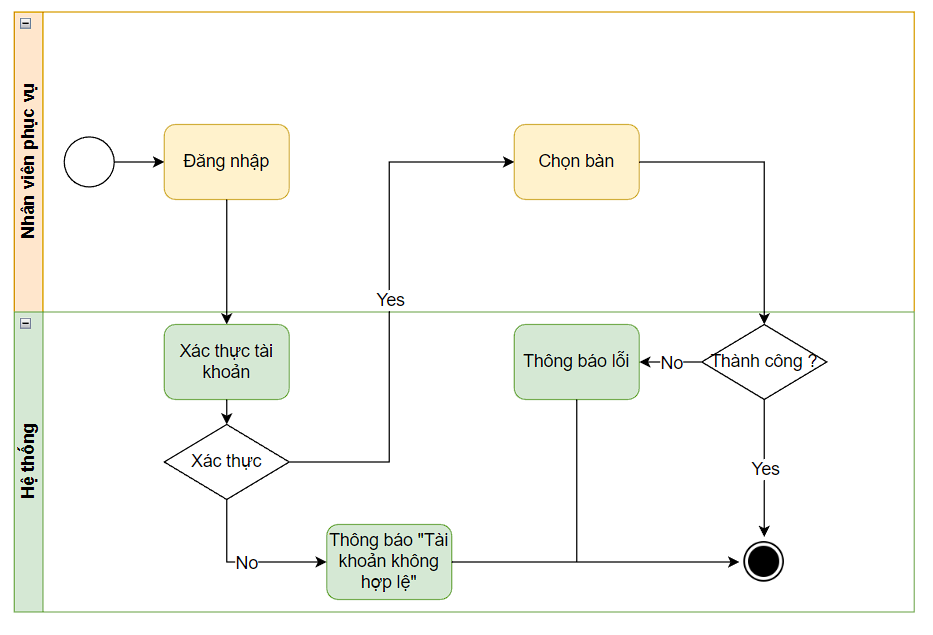 Nhân viên phục vụ
Đăng nhập
Chọn bàn
Yes
Hệ thống
Xác thực tài
khoản
Thông báo lỗi
No
Thành công ?
Xác thực
Yes
No
Thông báo "Tài
khoản không
hợp lệ"